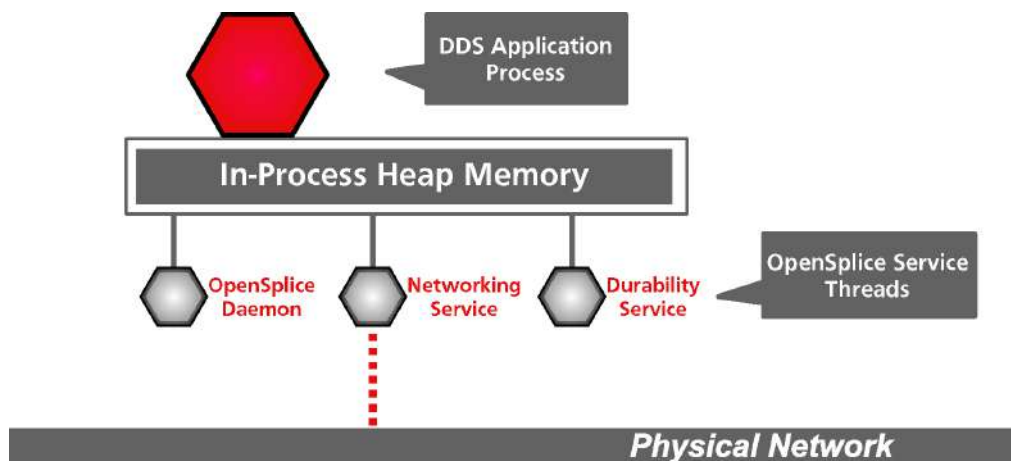 DDS Application
Process
In-Process Heap Memory
OpenSplice
Daemon
Networking
Service
Durability
Service
OpenSplice Service
Threads
Physical Network